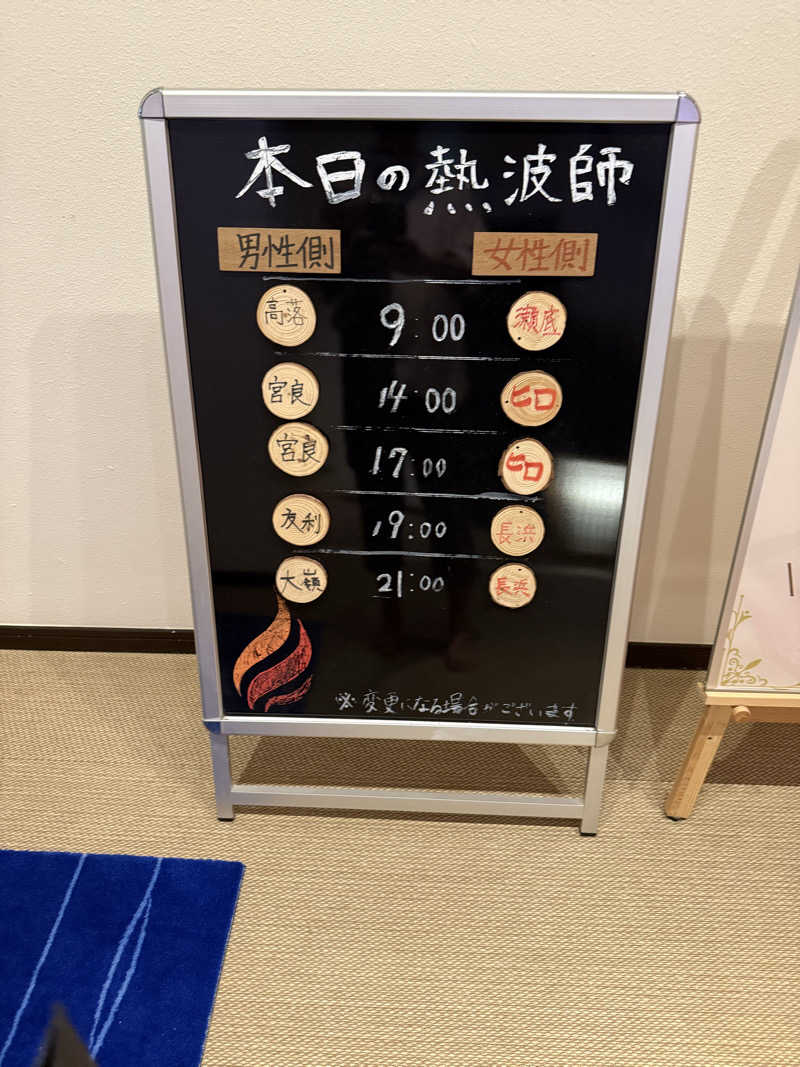 本日の熱波師
男性側 女性側
高落 9:00 瀬底
宮良 14:00 ヒロ
宮良 17:00 ヒロ
友利 19:00 長浜
大嶺 21:00 長浜
※変更になる場合がございます